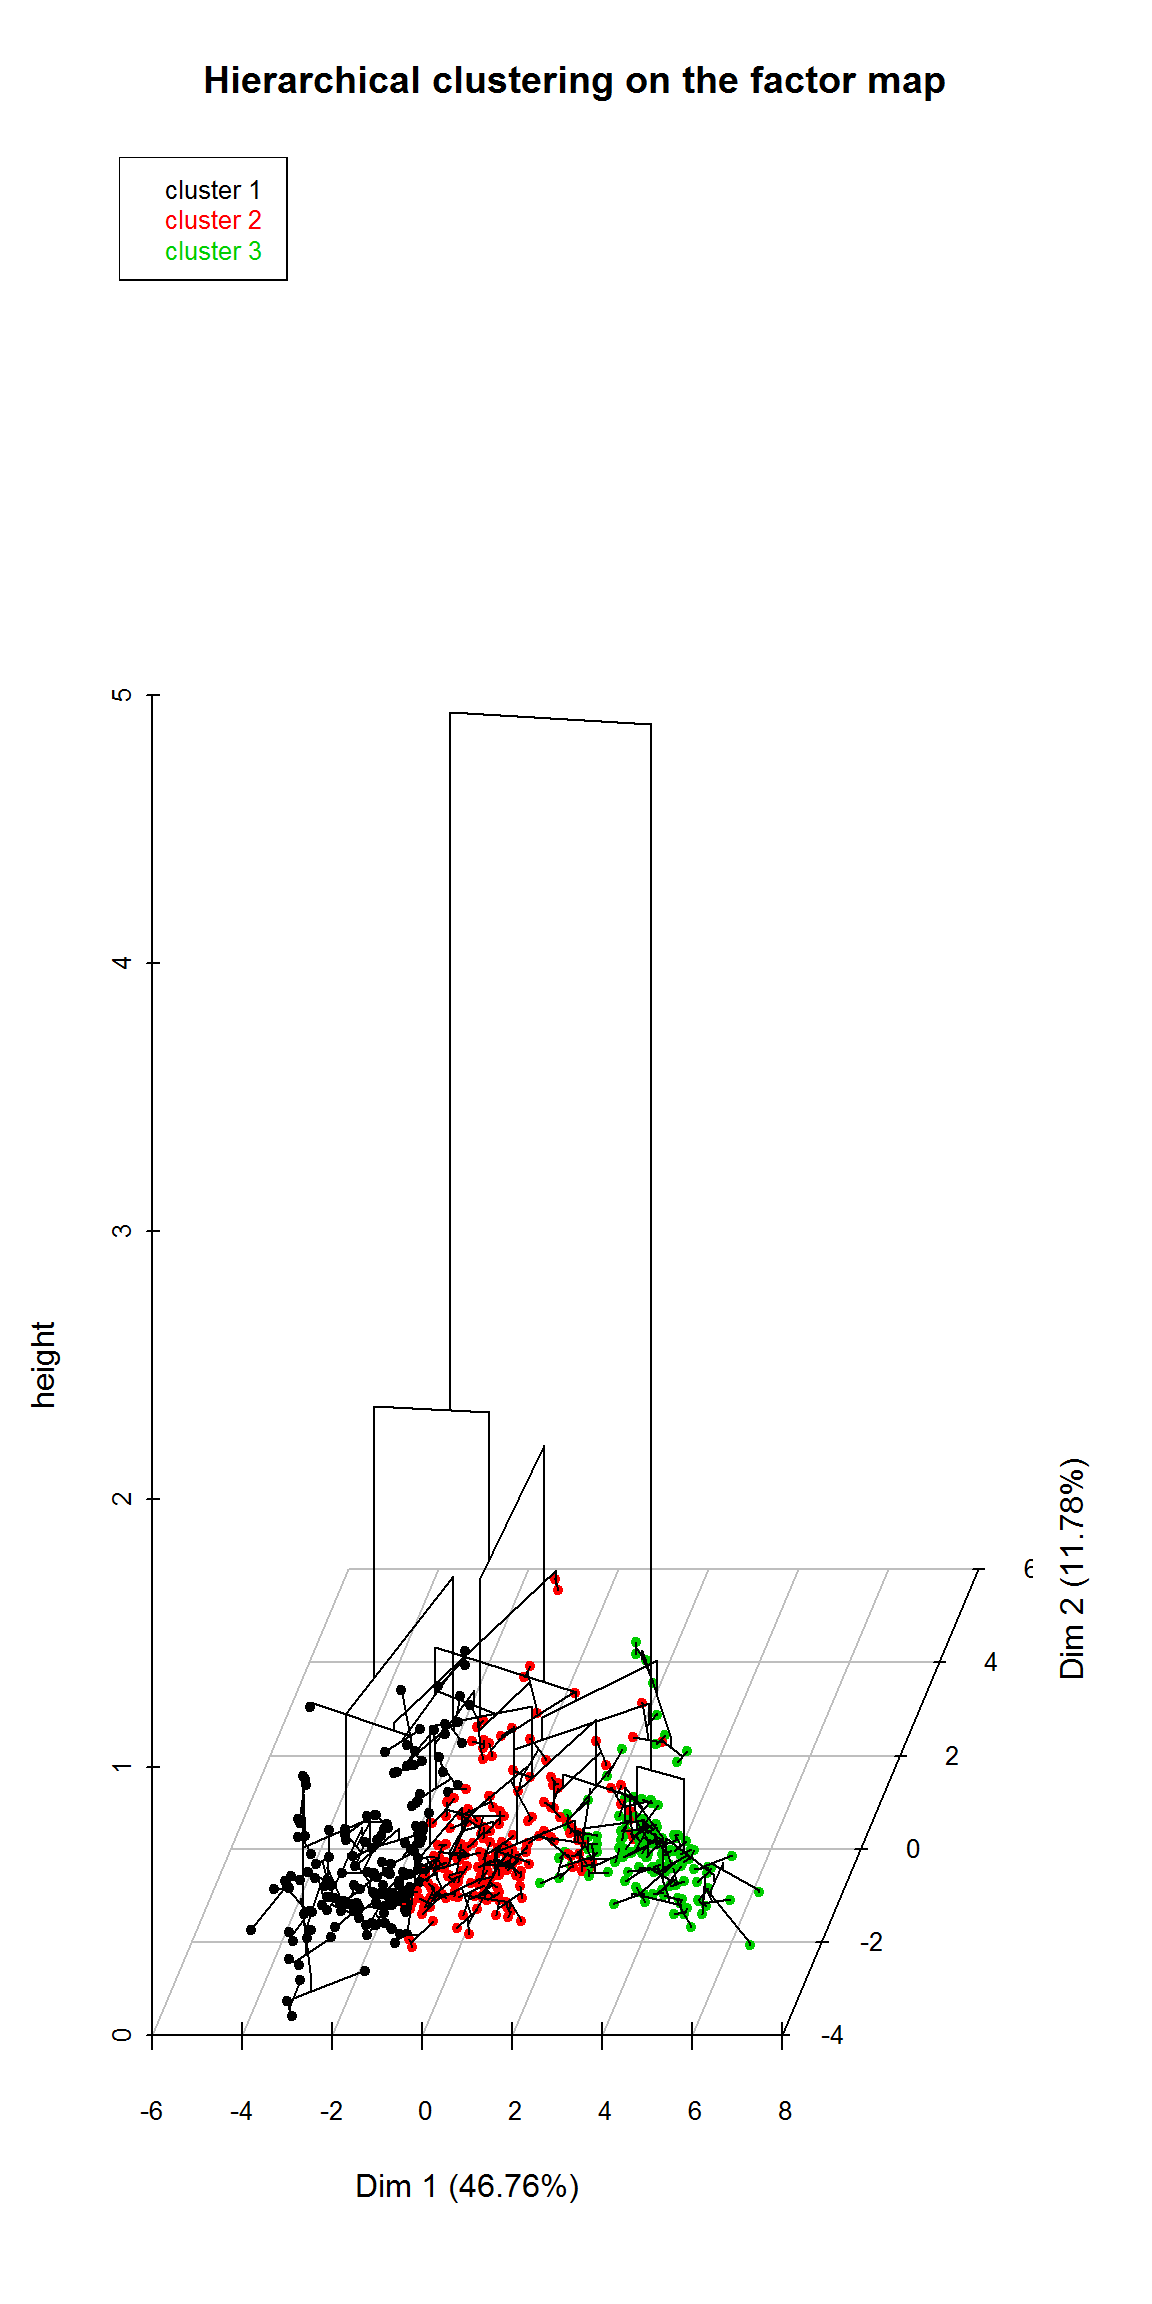 Hierarchical clustering on the factor map
cluster 1
cluster 2
cluster 3
5
4
3
2
1
0
height
-6 -4 -2 0 2 4 6 8
Dim 1 (46.76%)
6
4
2
0
-2
-4
Dim 2 (11.78%)